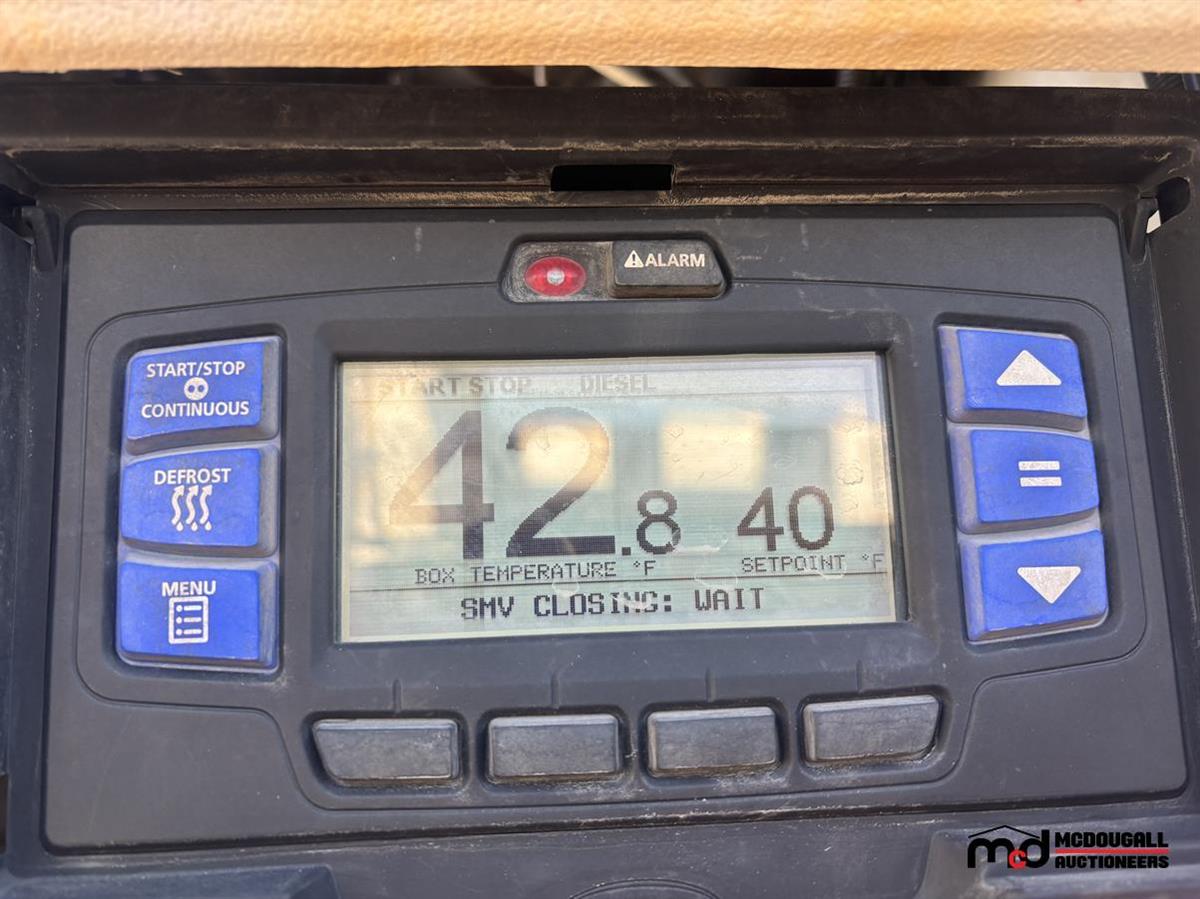 ⚠ALARM
START/STOP
CONTINUOUS
DEFROST
MENU
START STOP DIESEL
42.8 40
BOX TEMPERATURE °F SETPOINT °F
SMV CLOSING: WAIT
=
mcd MCDOUGALL
AUCTIONEERS